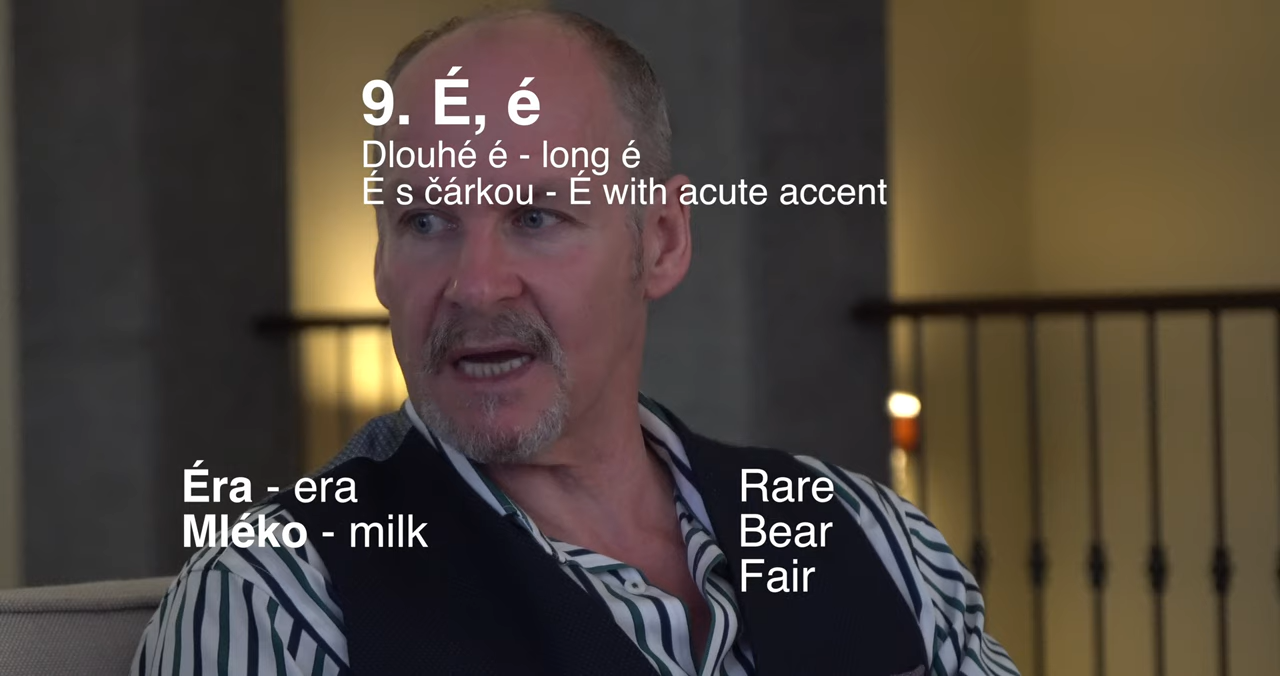 9. É, é
Dlouhé é - long é
É s čárkou - É with acute accent
Éra - era
Mléko - milk
Rare
Bear
Fair